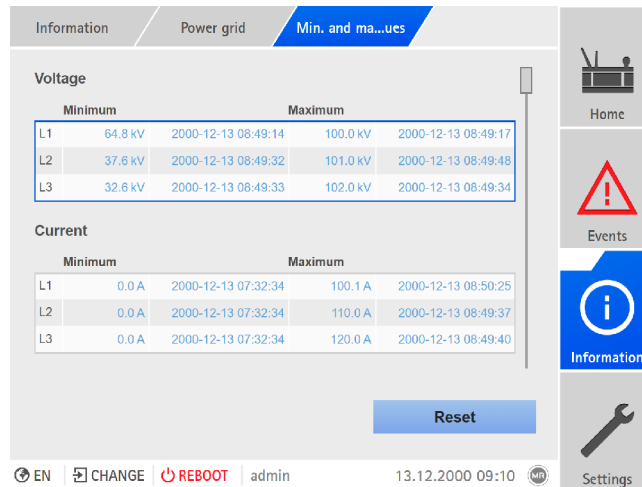 Information Power grid Min. and ma...ues
Voltage
Minimum Maximum
L1 64.8 kV 2000-12-13 08:49:14 100.0 kV 2000-12-13 08:49:17
L2 37.6 kV 2000-12-13 08:49:32 101.0 kV 2000-12-13 08:49:48
L3 32.6 kV 2000-12-13 08:49:33 102.0 kV 2000-12-13 08:49:34
Current
Minimum Maximum
L1 0.0 A 2000-12-13 07:32:34 100.1 A 2000-12-13 08:50:25
L2 0.0 A 2000-12-13 07:32:34 110.0 A 2000-12-13 08:49:37
L3 0.0 A 2000-12-13 07:32:34 120.0 A 2000-12-13 08:49:40
Reset
EN CHANGE REBOOT admin 13.12.2000 09:10 MR
Home
Events
Information
Settings